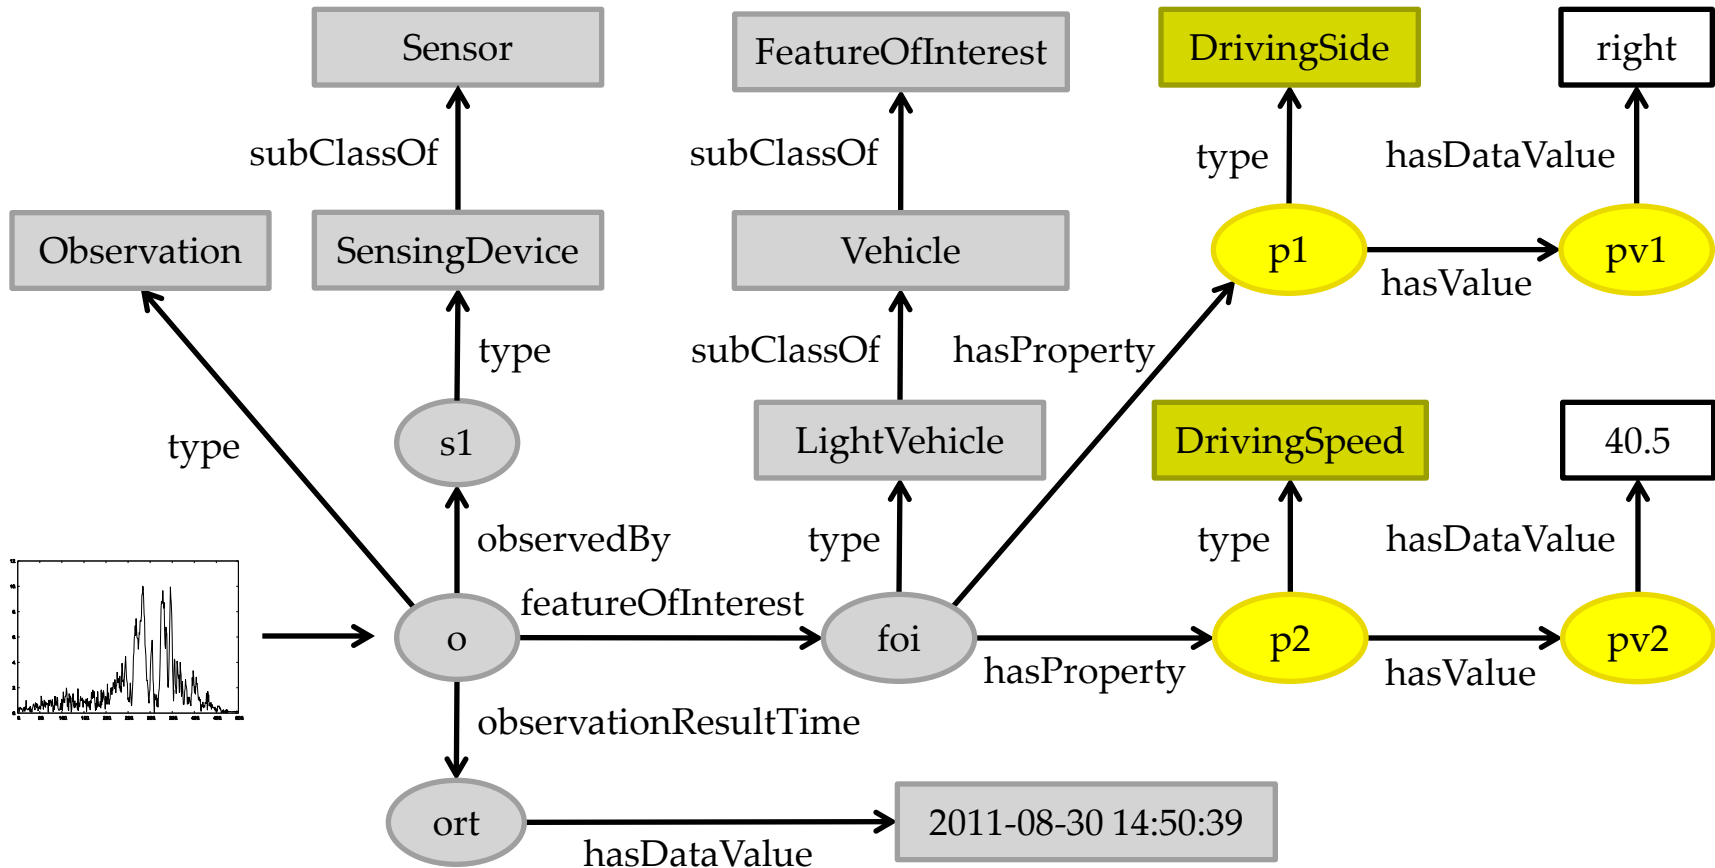 Sensor
FeatureOfInterest
DrivingSide
right
subClassOf
subClassOf
type
hasDataValue
Observation
SensingDevice
Vehicle
p1
pv1
hasValue
type
subClassOf
hasProperty
type
s1
LightVehicle
DrivingSpeed
40.5
observedBy
type
type
hasDataValue
featureOfInterest
o
foi
p2
pv2
hasProperty
hasValue
observationResultTime
ort
2011-08-30 14:50:39
hasDataValue